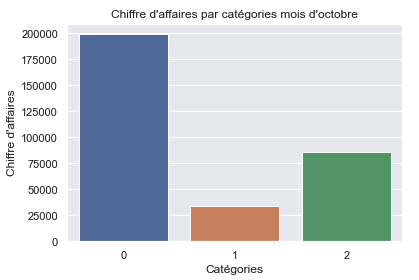 Chiffre d'affaires par catégories mois d'octobre
Chiffre d'affaires
200000
175000
150000
125000
100000
75000
50000
25000
0
0 1 2
Catégories